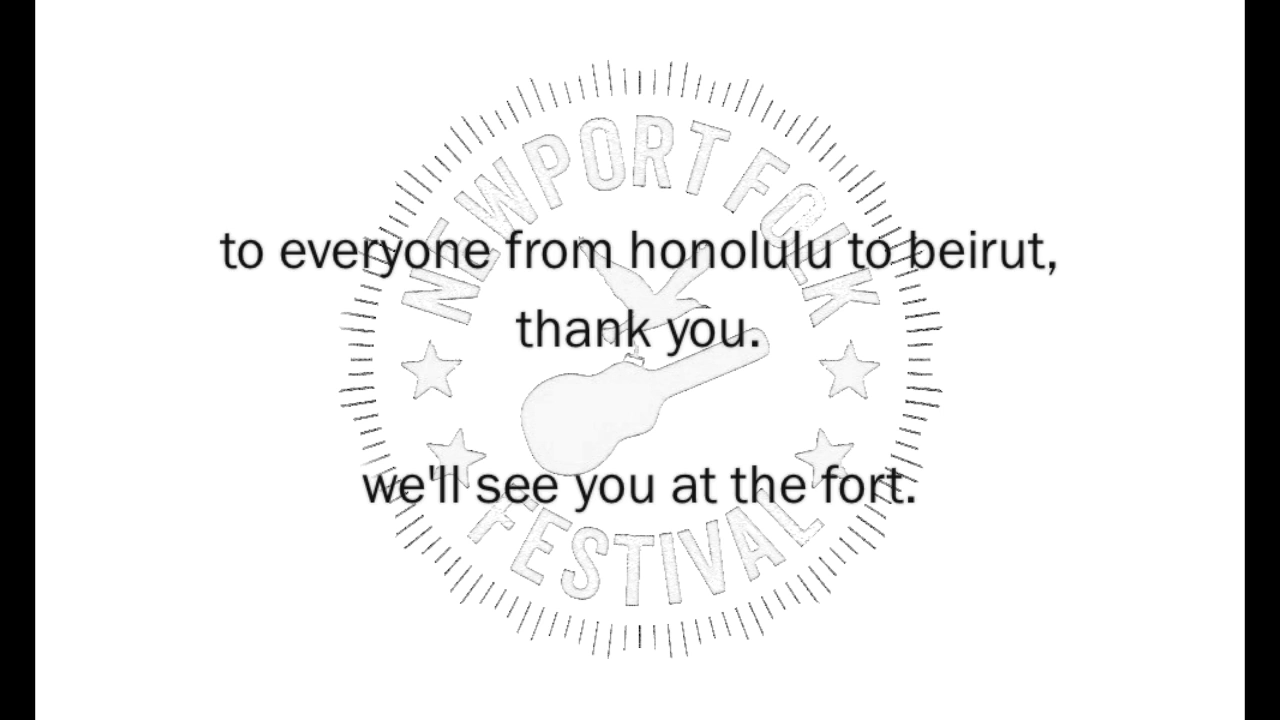 NEWPORT FOLK
to everyone from honolulu to beirut,
thank you.
we'll see you at the fort.
FESTIVAL